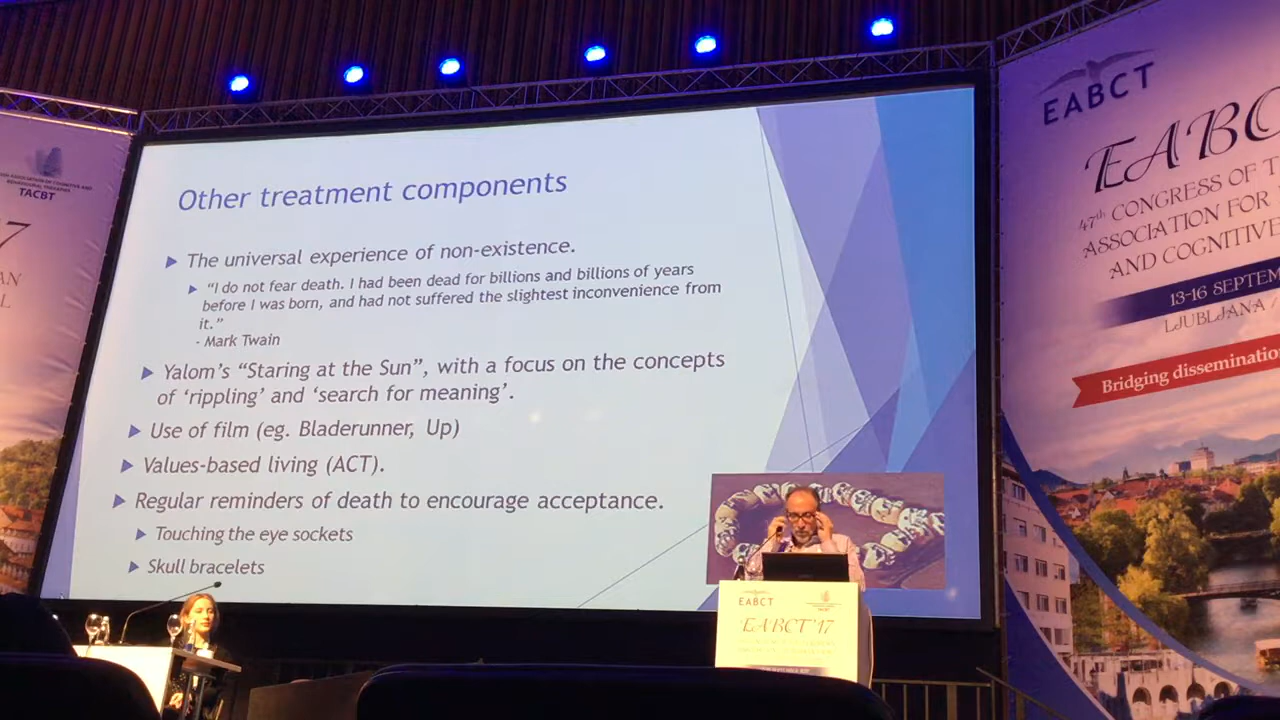 Other treatment components
The universal experience of non-existence.
"I do not fear death. I had been dead for billions and billions of years
before I was born, and had not suffered the slightest inconvenience from
it."
- Mark Twain
Yalom's "Staring at the Sun", with a focus on the concepts
of 'rippling' and 'search for meaning'.
Use of film (eg. Bladerunner, Up)
Values-based living (ACT).
Regular reminders of death to encourage acceptance.
Touching the eye sockets
Skull bracelets
TACBT
7
EABCT
EABC
47th CONGRESS OF T
ASSOCIATION FOR
AND COGNITIVE
13-16 SEPTEM
LJUBLJANA /
Bridging disseminatio
EABCT
EABCT'17